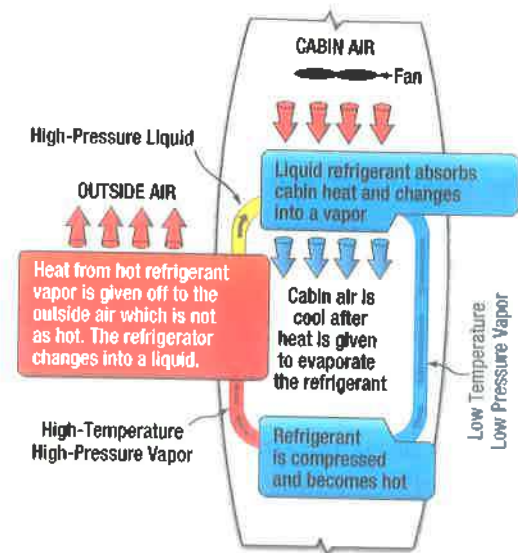 CABIN AIR
Fan
High-Pressure Liquid
Liquid refrigerant absorbs
cabin heat and changes
into a vapor
OUTSIDE AIR
Heat from hot refrigerant
vapor is given off to the
outside air which is not
as hot. The refrigerator
changes into a liquid.
Cabin air is
cool after
heat is given
to evaporate
the refrigerant
Low Temperature
Low Pressure Vapor
High-Temperature
High-Pressure Vapor
Refrigerant
is compressed
and becomes hot